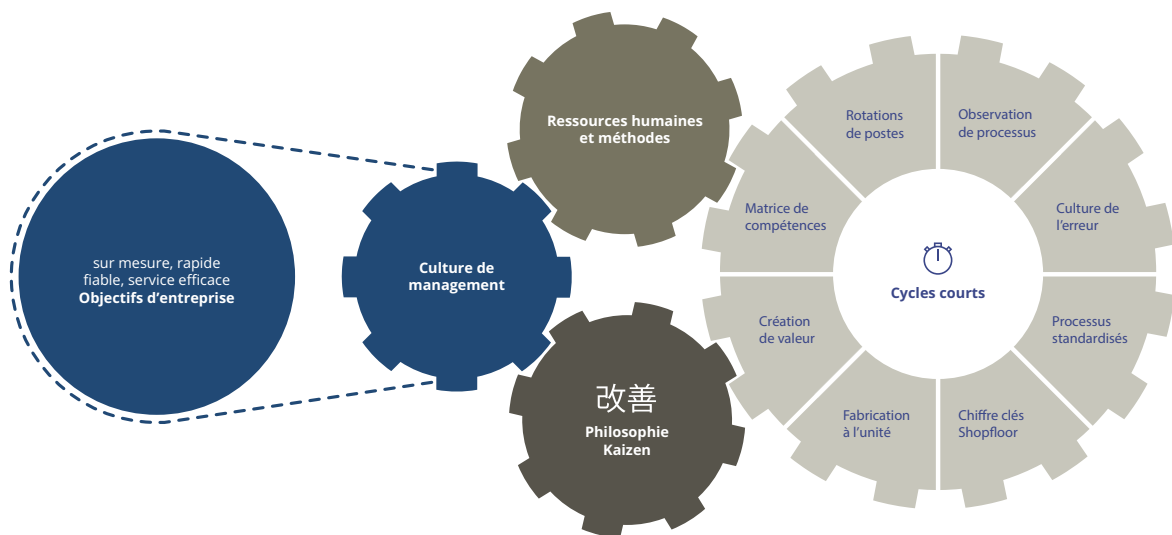 sur mesure, rapide
fiable, service efficace
Objectifs d’entreprise
Culture de
management
Ressources humaines
et méthodes
改善
Philosophie
Kaizen
Rotations
de postes
Observation
de processus
Matrice de
compétences
Culture de
l’erreur
Cycles courts
Création
de valeur
Processus
standardisés
Fabrication
à l’unité
Chiffre clés
Shopfloor